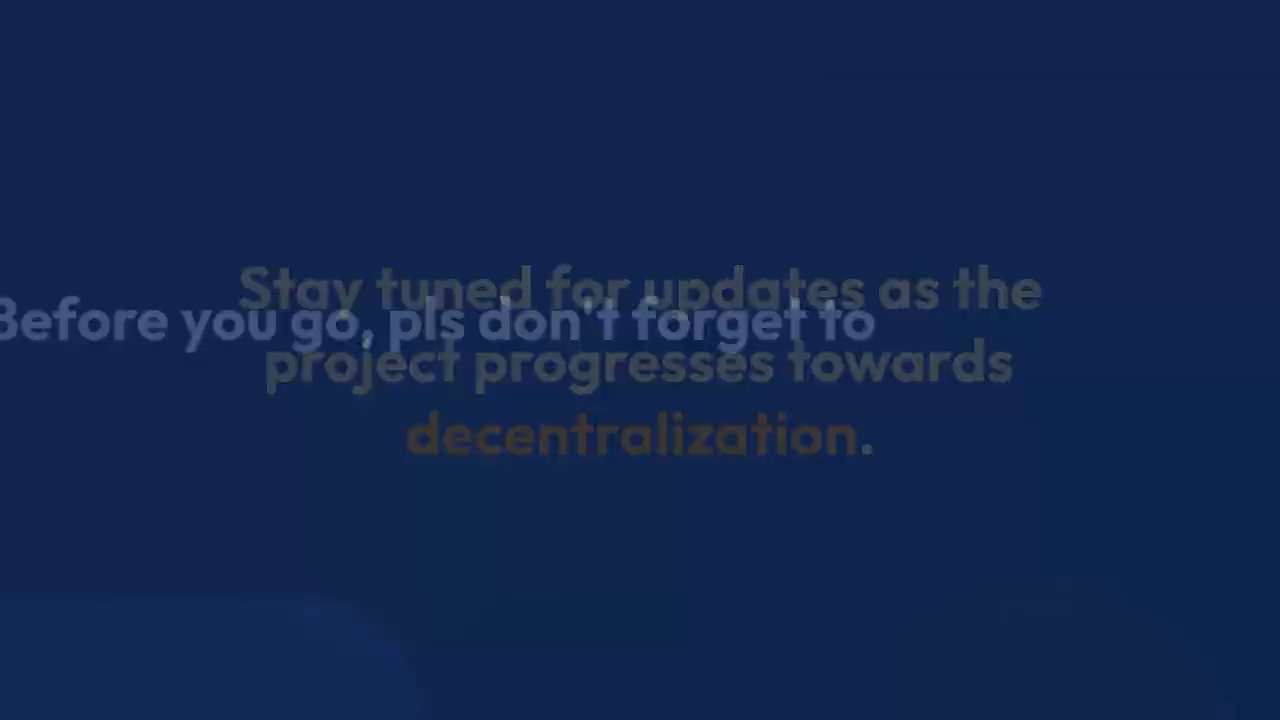 Stay tuned for updates as the
Before you go, pls don't forget to
project progresses towards
decentralization.